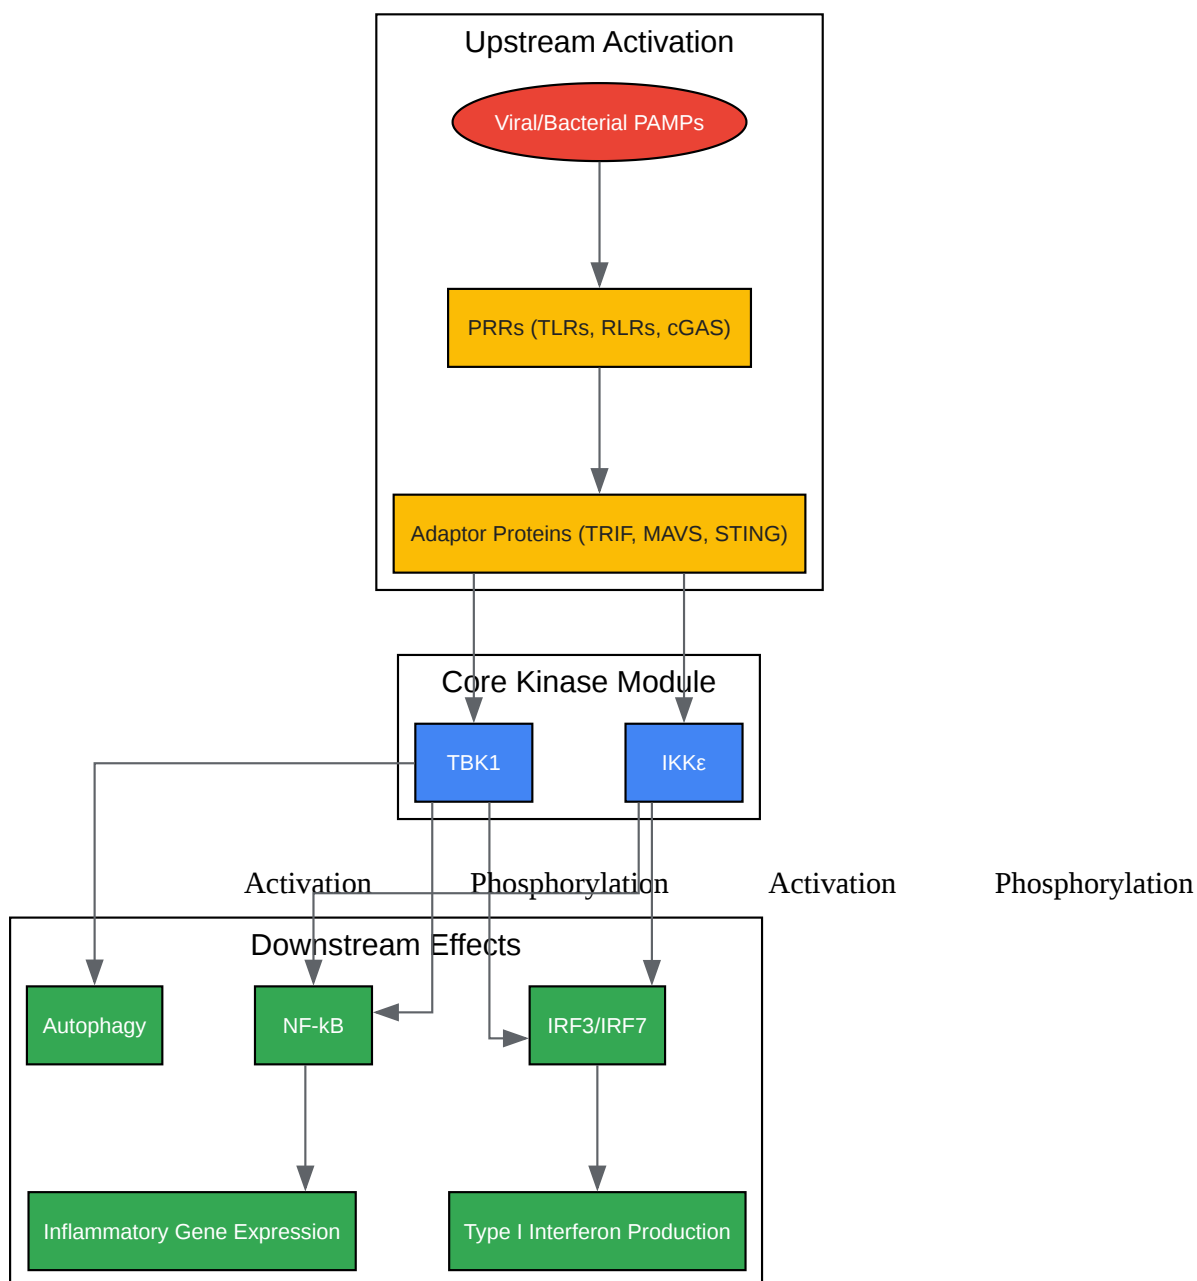 Upstream Activation
Viral/Bacterial PAMPs
PRRs (TLRs, RLRs, cGAS)
Adaptor Proteins (TRIF, MAVS, STING)
Core Kinase Module
TBK1
IKKε
Activation
Phosphorylation
Activation
Phosphorylation
Downstream Effects
Autophagy
NF-kB
IRF3/IRF7
Inflammatory Gene Expression
Type I Interferon Production